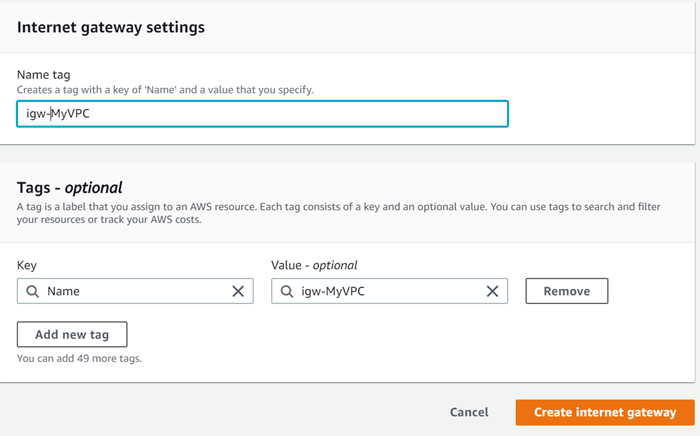 Internet gateway settings
Name tag
Creates a tag with a key of 'Name' and a value that you specify.
igw-MyVPC
Tags - optional
A tag is a label that you assign to an AWS resource. Each tag consists of a key and an optional value. You can use tags to search and filter
your resources or track your AWS costs.
Key Value - optional
Name igw-MyVPC Remove
Add new tag
You can add 49 more tags.
Cancel Create internet gateway